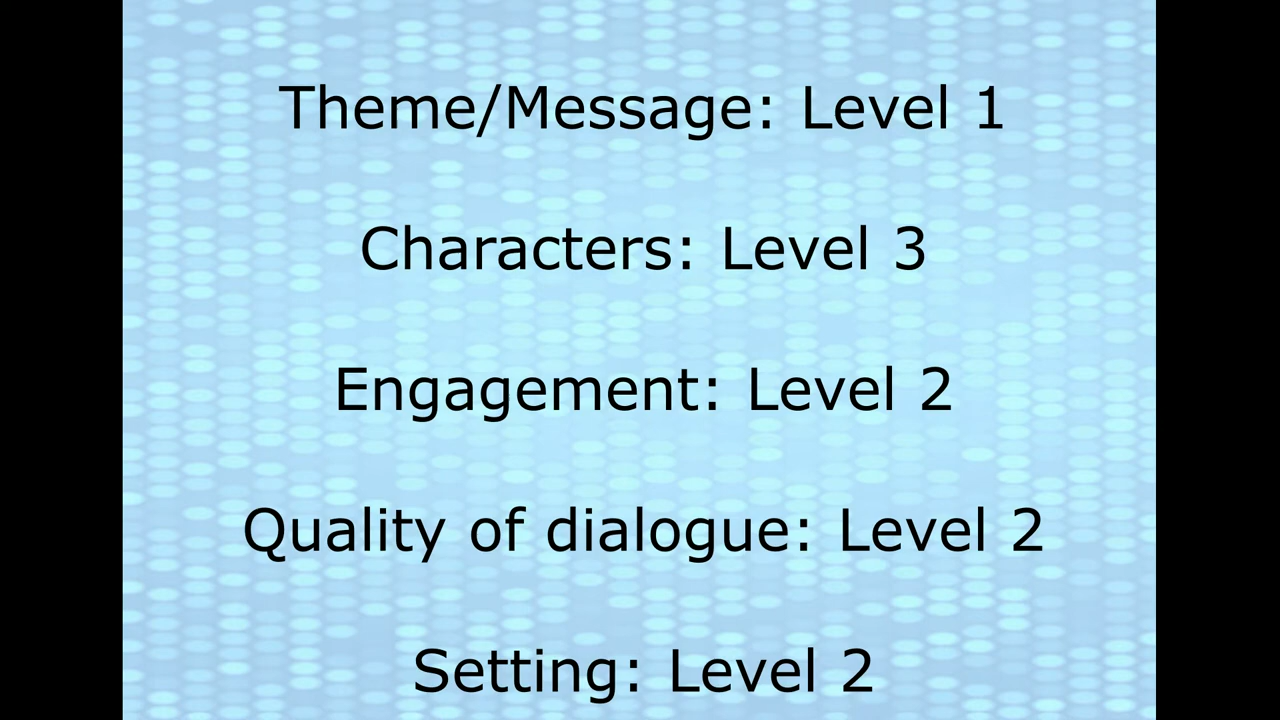 Theme/Message: Level 1
Characters: Level 3
Engagement: Level 2
Quality of dialogue: Level 2
Setting: Level 2